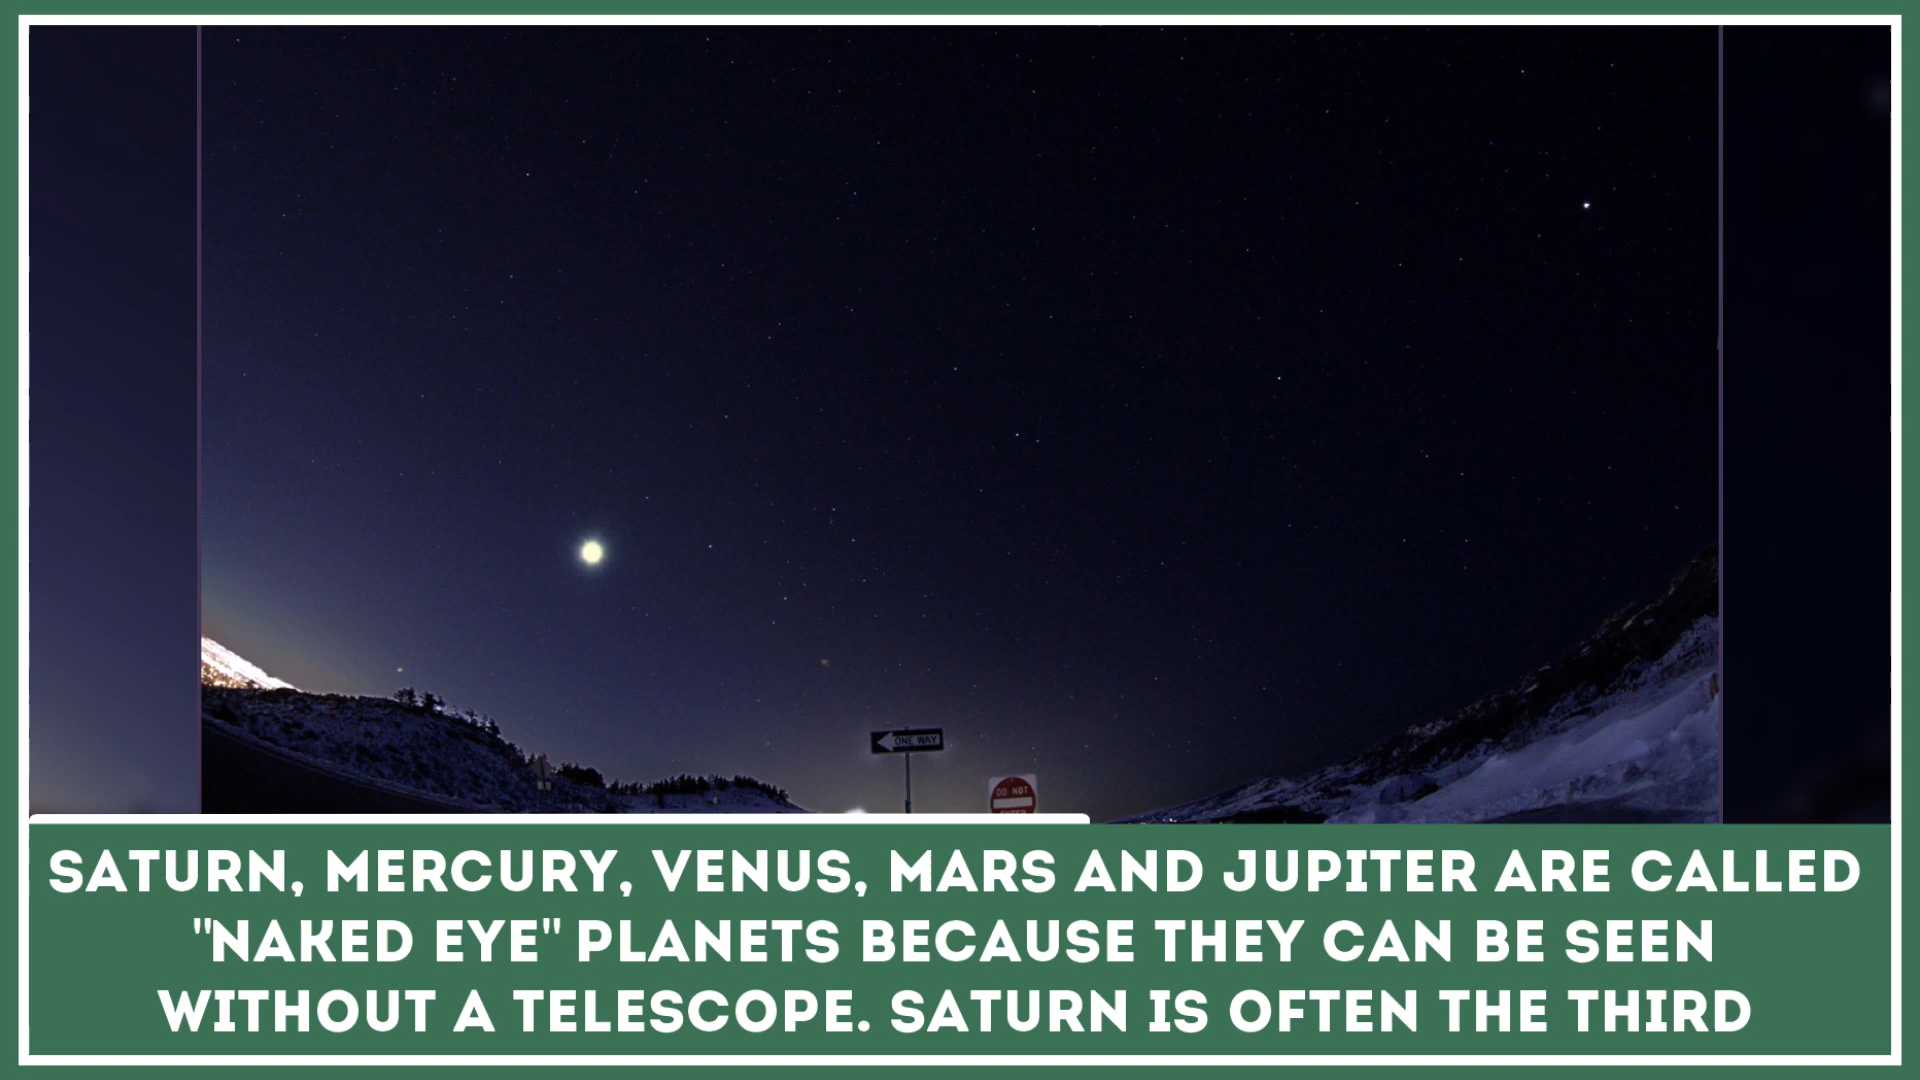 ONE WAY
DO NOT
SATURN, MERCURY, VENUS, MARS AND JUPITER ARE CALLED
"NAKED EYE" PLANETS BECAUSE THEY CAN BE SEEN
WITHOUT A TELESCOPE. SATURN IS OFTEN THE THIRD